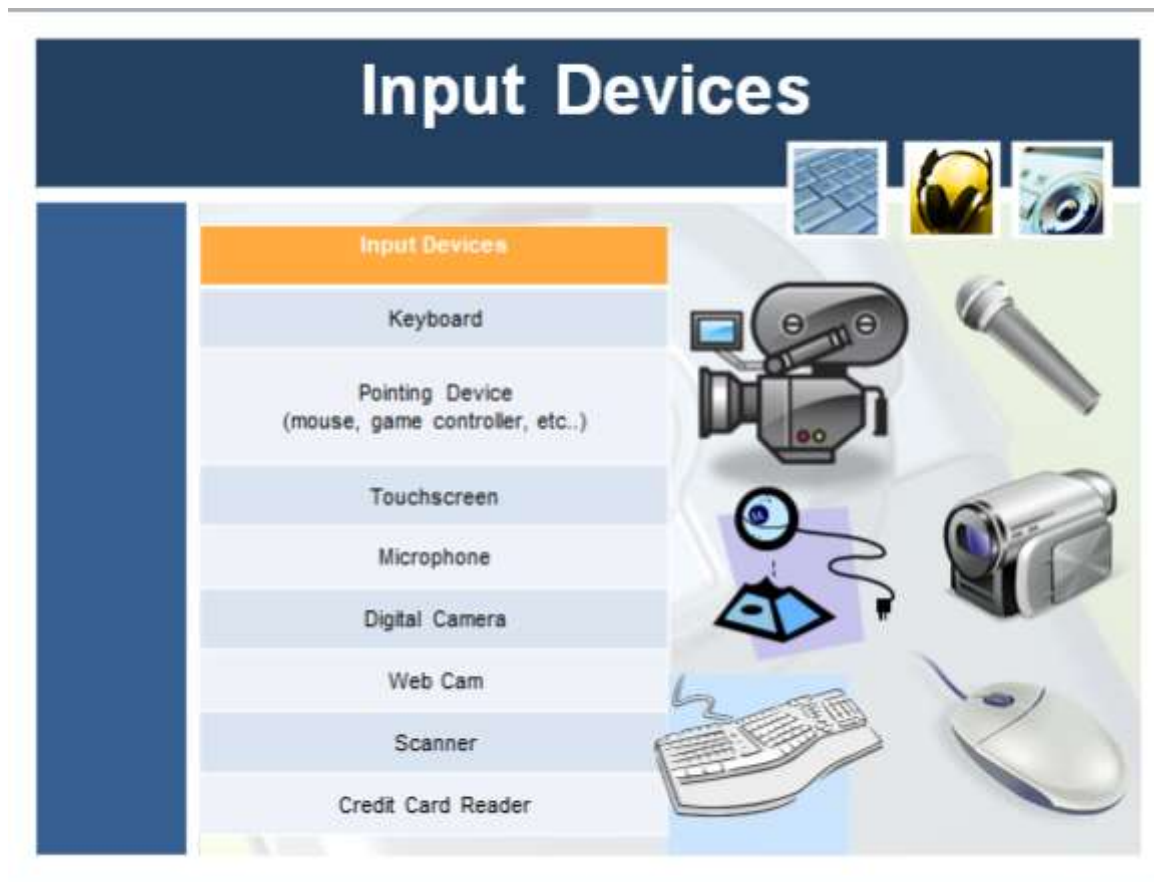 Input Devices
Input Devices
Keyboard
Pointing Device
(mouse, game controller, etc..)
Touchscreen
Microphone
Digital Camera
Web Cam
Scanner
Credit Card Reader